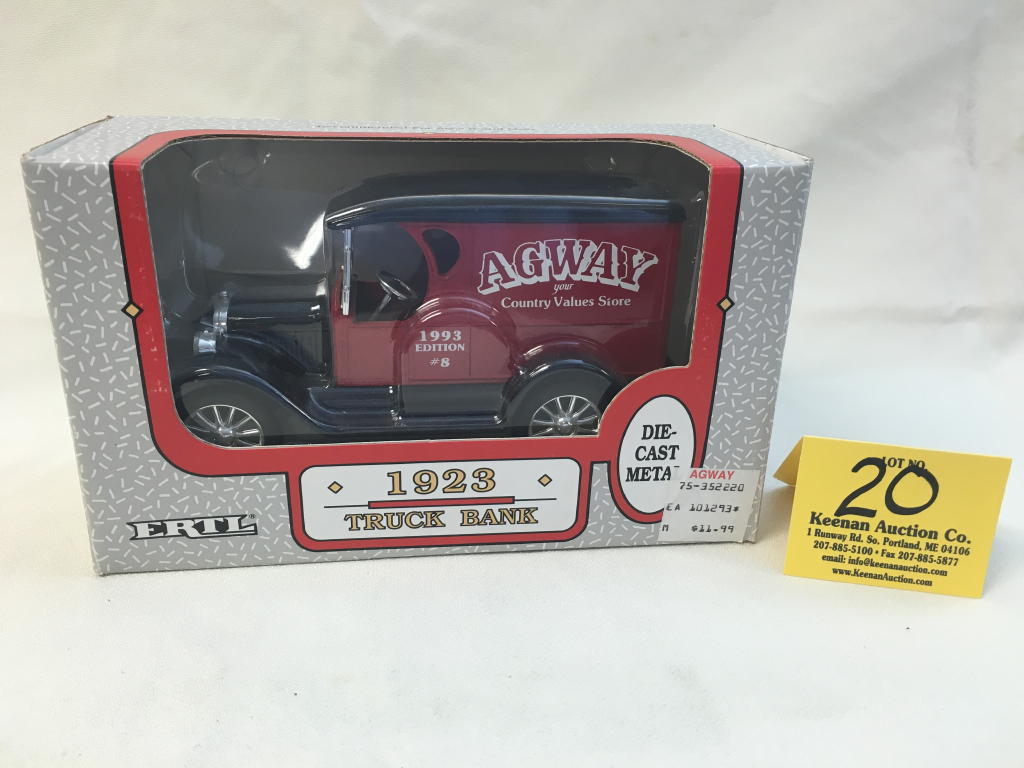 AGWAY
your
Country Values Store
1993
EDITION
#8
DIE-
CAST
METAL
1923
TRUCK BANK
ERTL®
AGWAY
75-352220
EA 101293*
M $11.99
LOT NO.
20
Keenan Auction Co.
1 Runway Rd. So. Portland, ME 04106
207-885-5100 • Fax 207-885-5877
email: info@keenanauction.com
www.KeenanAuction.com